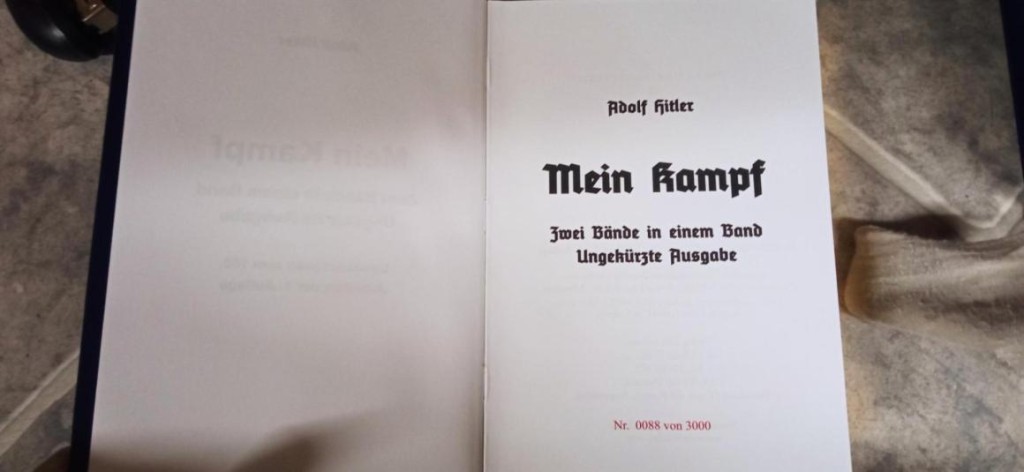 Adolf Hitler
Mein Kampf
Zwei Bände in einem Band
Ungekürzte Ausgabe
Nr. 0088 von 3000